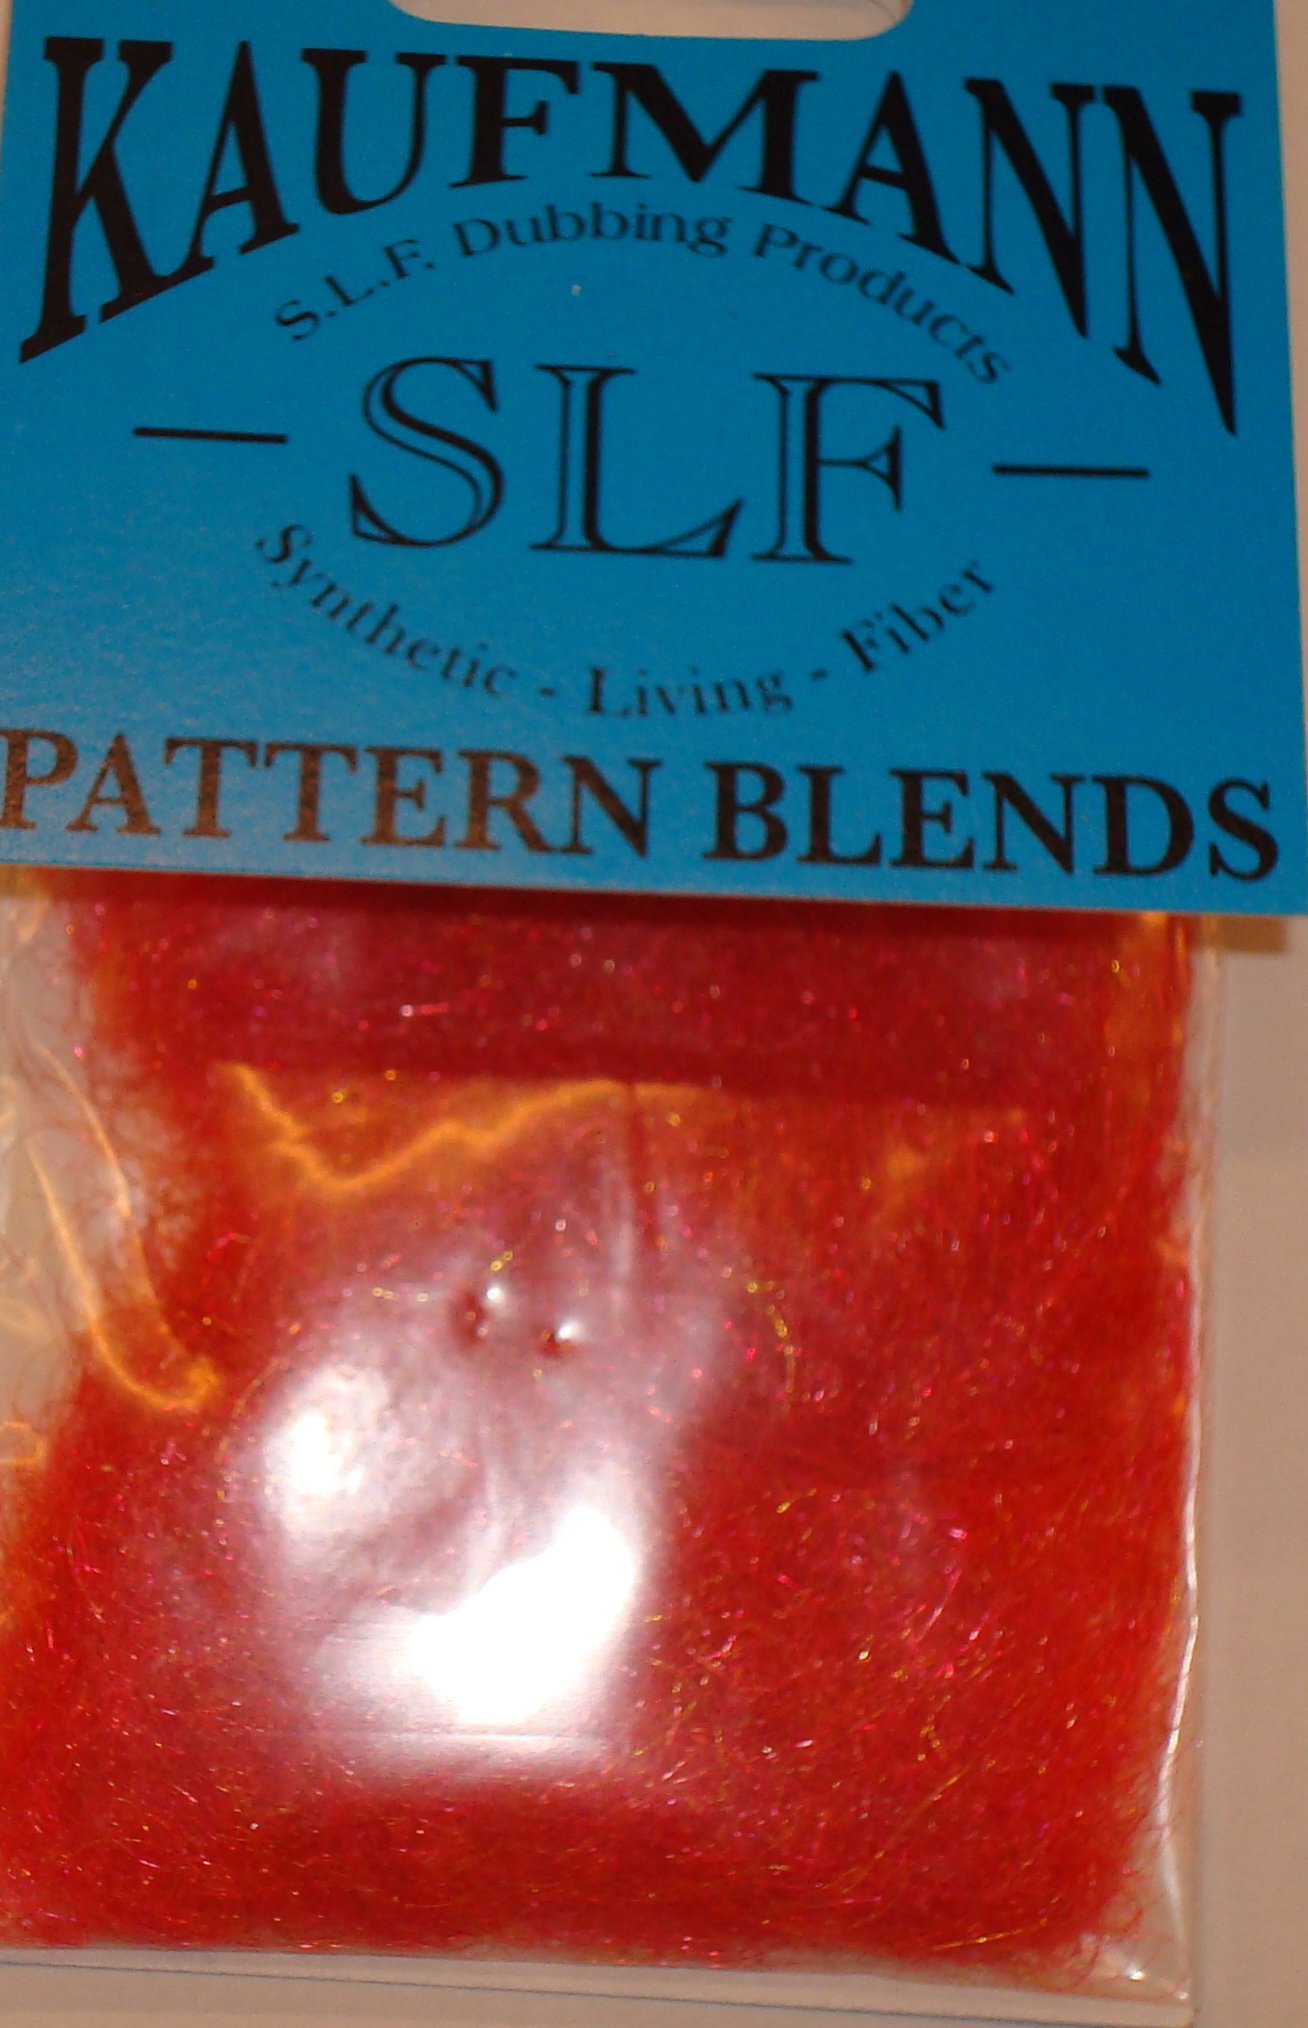 KAUFMANN
S.L.F. Dubbing Products
— SLF —
Synthetic - Living - Fiber
PATTERN BLENDS